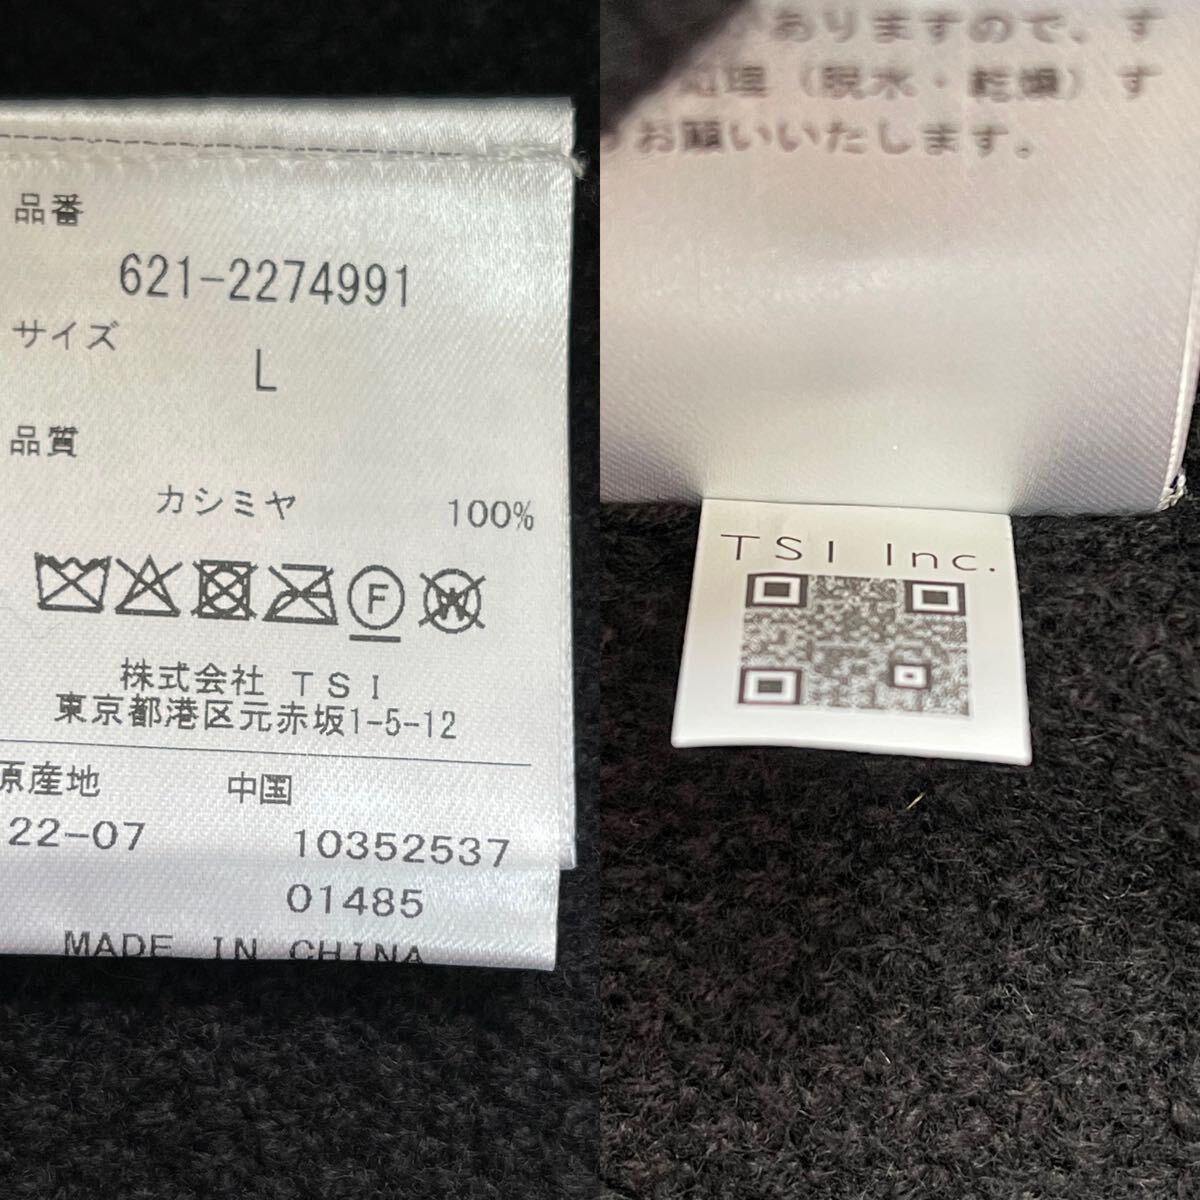 品番
621-2274991
サイズ
L
品質
カシミヤ 100%
F W
株式会社 TSI
東京都港区元赤坂1-5-12
原産地 中国
22-07 10352537
01485
MADE IN CHINA
ありますので、す
処理（脱水・乾燥）す
お願いいたします。
TSI Inc.